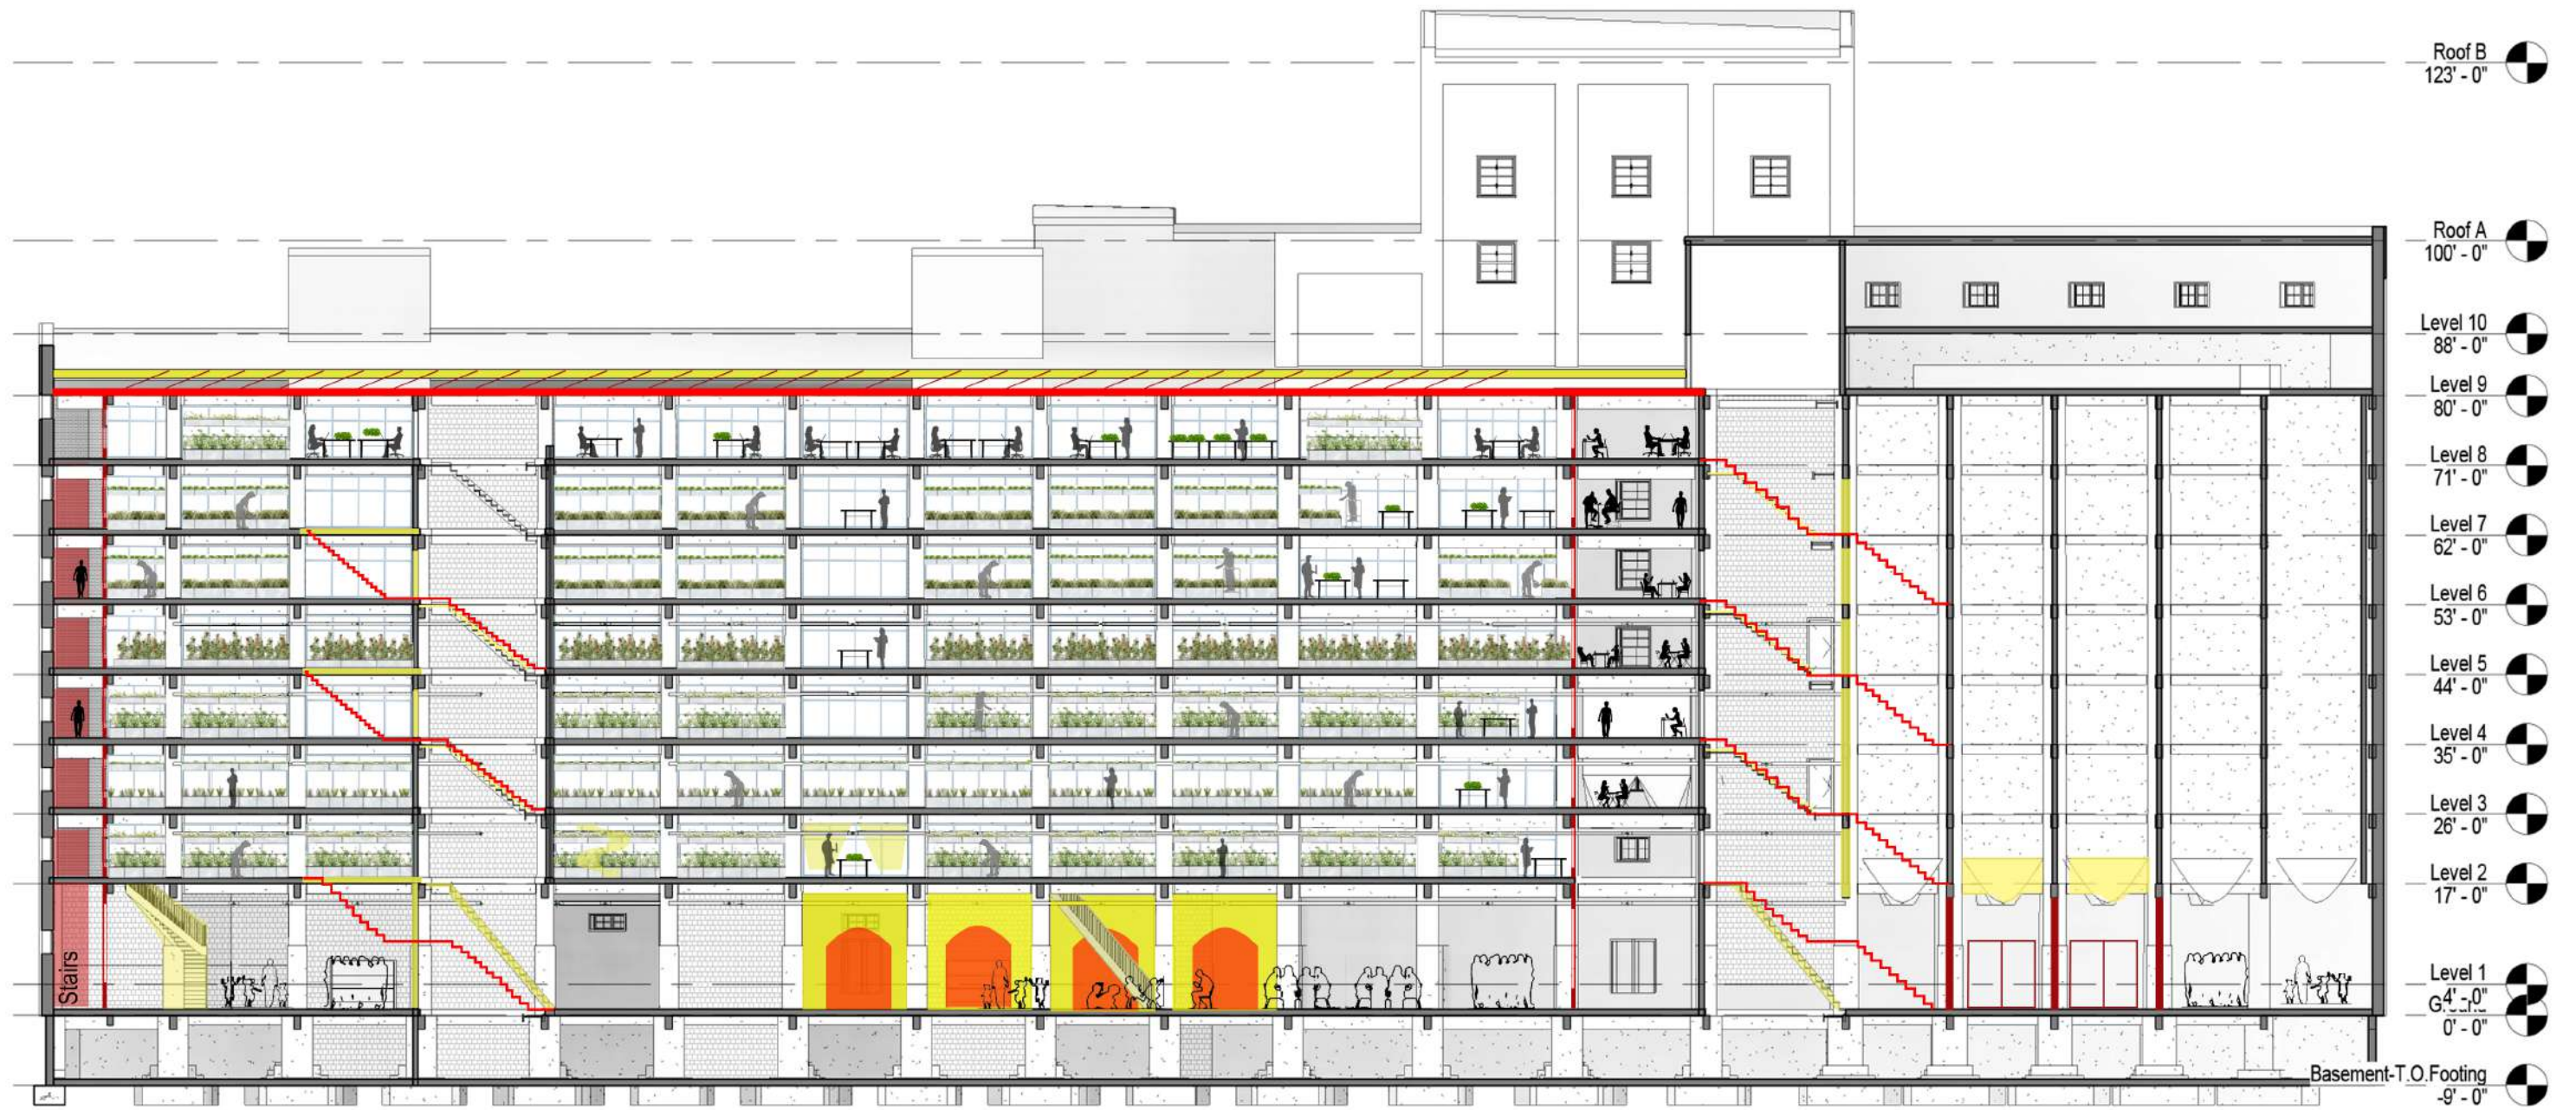 Roof B
123' - 0"
Roof A
100' - 0"
Level 10
88' - 0"
Level 9
80' - 0"
Level 8
71' - 0"
Level 7
62' - 0"
Level 6
53' - 0"
Level 5
44' - 0"
Level 4
35' - 0"
Level 3
26' - 0"
Level 2
17' - 0"
Stairs
Level 1
4' - 0"
0' - 0"
Basement-T.O.Footing
-9' - 0"